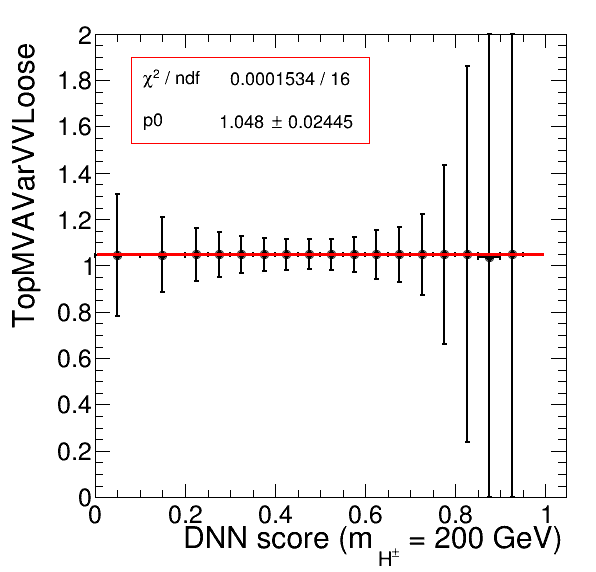 TopMVAVarVVLoose
χ² / ndf 0.0001534 / 16
p0 1.048 ± 0.02445
2
1.8
1.6
1.4
1.2
1
0.8
0.6
0.4
0.2
0
0 0.2 0.4 0.6 0.8 1
DNN score (m_H± = 200 GeV)